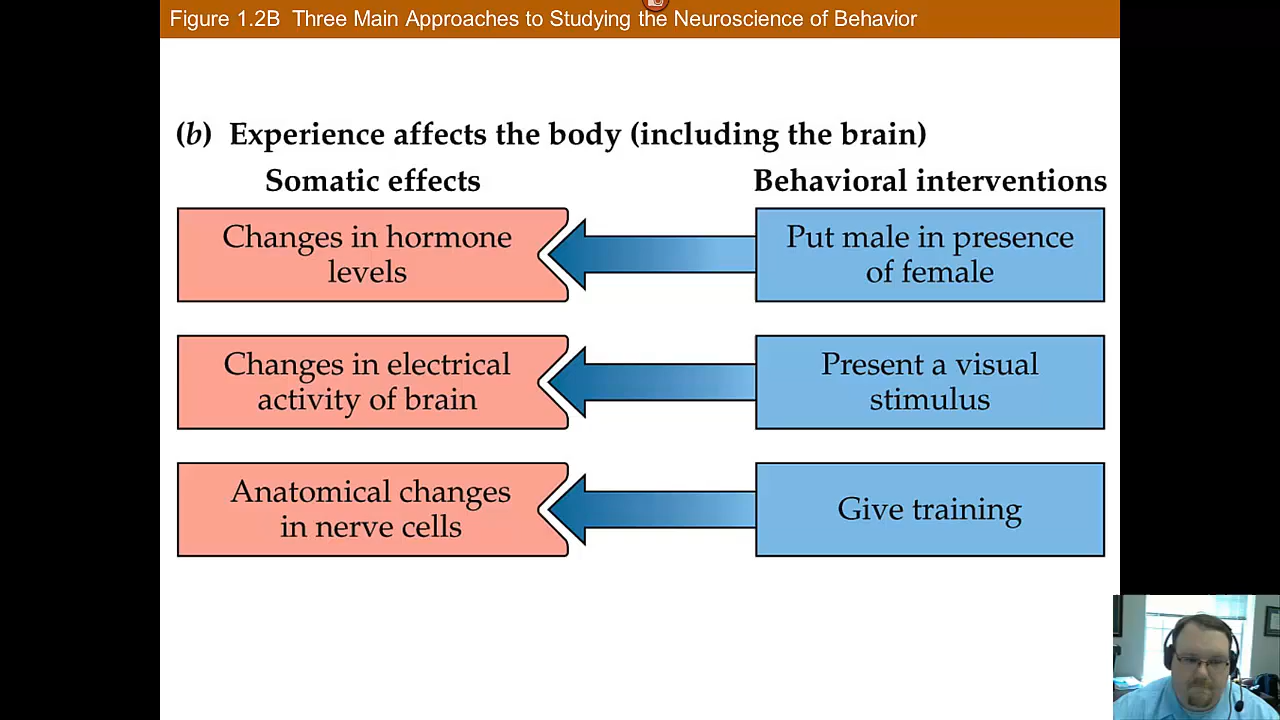 Figure 1.2B Three Main Approaches to Studying the Neuroscience of Behavior
(b) Experience affects the body (including the brain)
Somatic effects
Behavioral interventions
Changes in hormone
levels
Put male in presence
of female
Changes in electrical
activity of brain
Present a visual
stimulus
Anatomical changes
in nerve cells
Give training